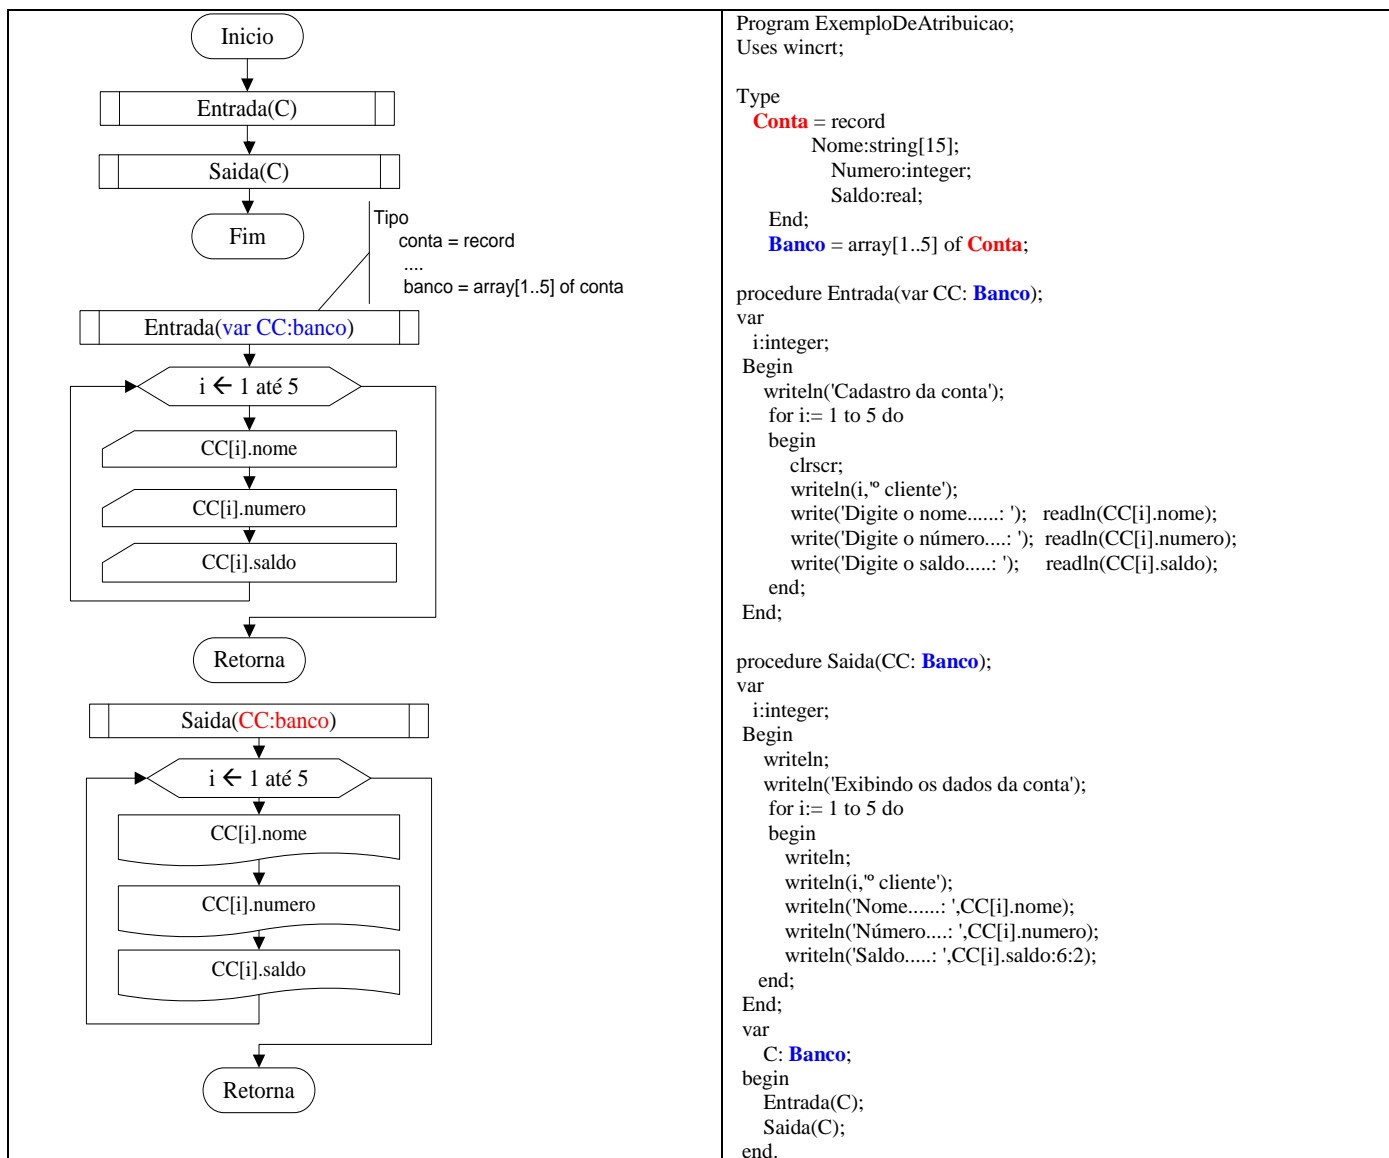 Inicio
Entrada(C)
Saida(C)
Fim
Tipo
conta = record
....
banco = array[1..5] of conta
Entrada(var CC:banco)
i ← 1 até 5
CC[i].nome
CC[i].numero
CC[i].saldo
Retorna
Saida(CC:banco)
i ← 1 até 5
CC[i].nome
CC[i].numero
CC[i].saldo
Retorna
Program ExemploDeAtribuicao;
Uses wincrt;
Type
Conta = record
Nome:string[15];
Numero:integer;
Saldo:real;
End;
Banco = array[1..5] of Conta;
procedure Entrada(var CC: Banco);
var
i:integer;
Begin
writeln('Cadastro da conta');
for i:= 1 to 5 do
begin
clrscr;
writeln(i,'º cliente');
write('Digite o nome......: '); readln(CC[i].nome);
write('Digite o número....: '); readln(CC[i].numero);
write('Digite o saldo.....: '); readln(CC[i].saldo);
end;
End;
procedure Saida(CC: Banco);
var
i:integer;
Begin
writeln;
writeln('Exibindo os dados da conta');
for i:= 1 to 5 do
begin
writeln;
writeln(i,'º cliente');
writeln('Nome......: ',CC[i].nome);
writeln('Número....: ',CC[i].numero);
writeln('Saldo.....: ',CC[i].saldo:6:2);
end;
End;
var
C: Banco;
begin
Entrada(C);
Saida(C);
end.